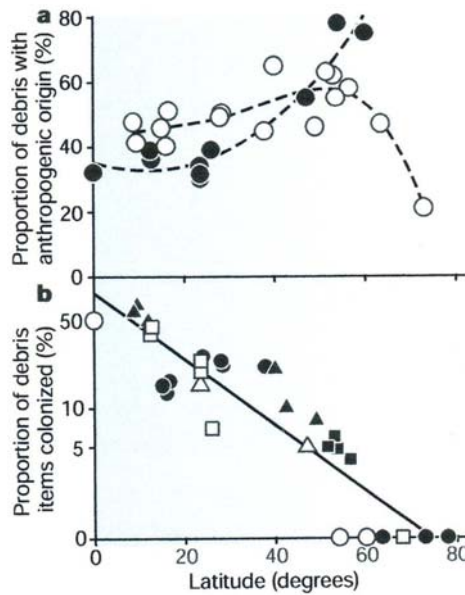 a
80
60
40
20
0
Proportion of debris with
anthropogenic origin (%)
b
50
10
5
0
Proportion of debris
items colonized (%)
0
20
40
60
80
Latitude (degrees)